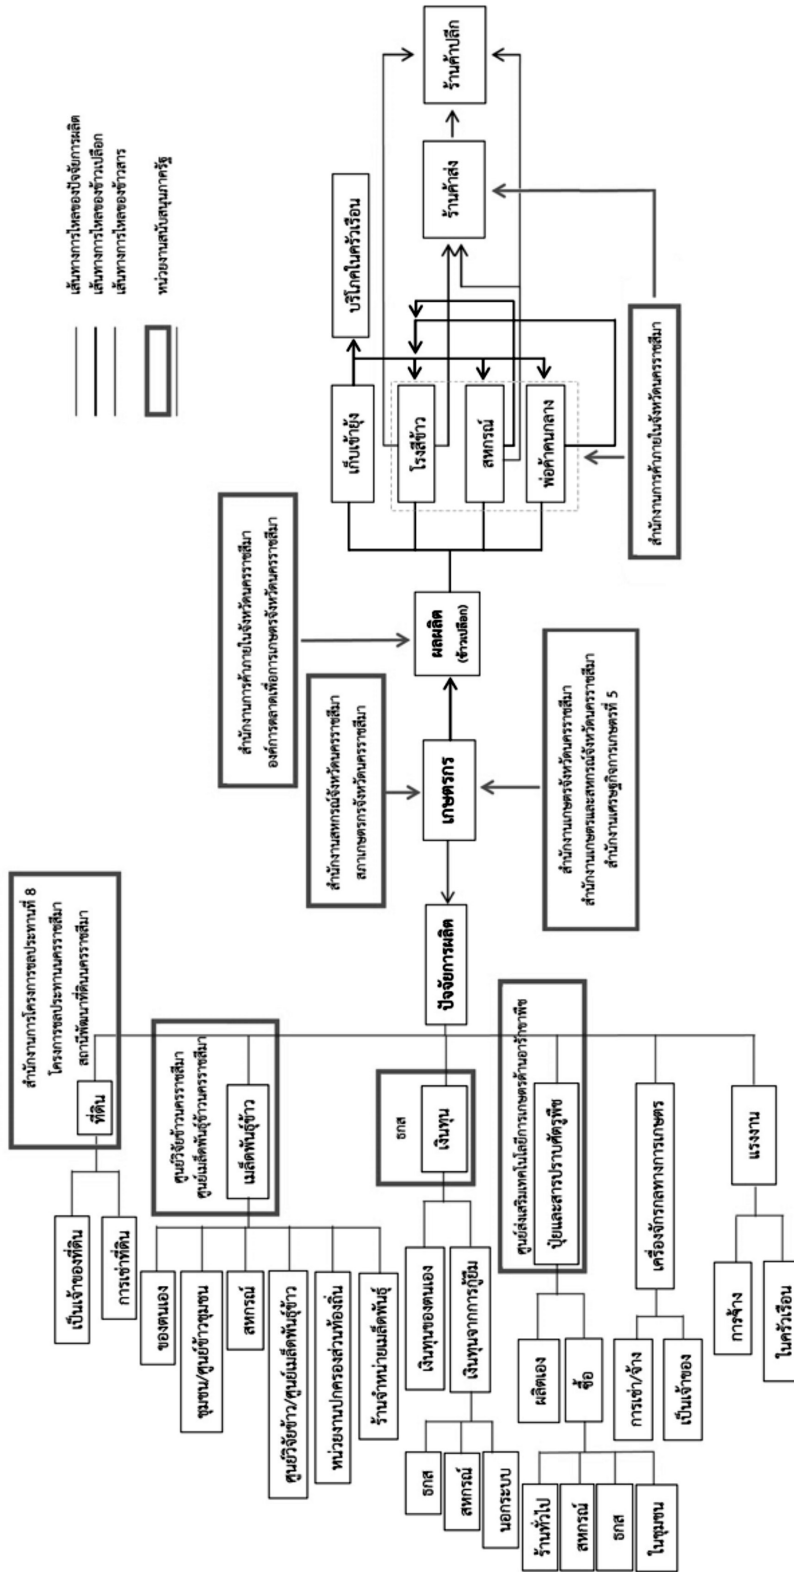 เส้นทางการไหลของปัจจัยการผลิต
เส้นทางการไหลของข้าวเปลือก
เส้นทางการไหลของข้าวสาร
หน่วยงานสนับสนุนภาครัฐ
สำนักงานการโครงการชลประทานที่ 8
โครงการชลประทานนครราชสีมา
สถานีพัฒนาที่ดินนครราชสีมา
ที่ดิน
เป็นเจ้าของที่ดิน
การเช่าที่ดิน
ศูนย์วิจัยข้าวนครราชสีมา
ศูนย์เมล็ดพันธุ์ข้าวนครราชสีมา
เมล็ดพันธุ์ข้าว
ของตนเอง
ชุมชน/ศูนย์ข้าวชุมชน
สหกรณ์
ศูนย์วิจัยข้าว/ศูนย์เมล็ดพันธุ์ข้าว
หน่วยงานปกครองส่วนท้องถิ่น
ร้านจำหน่ายเมล็ดพันธุ์
ธกส
เงินทุน
เงินทุนของตนเอง
เงินทุนจากการกู้ยืม
ธกส
สหกรณ์
นอกระบบ
ศูนย์ส่งเสริมเทคโนโลยีการเกษตรด้านอารักขาพืช
ปุ๋ยและสารปราบศัตรูพืช
ผลิตเอง
ซื้อ
ร้านทั่วไป
สหกรณ์
ธกส
ในชุมชน
เครื่องจักรกลทางการเกษตร
การเช่า/จ้าง
เป็นเจ้าของ
แรงงาน
การจ้าง
ในครัวเรือน
ปัจจัยการผลิต
สำนักงานสหกรณ์จังหวัดนครราชสีมา
สภาเกษตรกรจังหวัดนครราชสีมา
เกษตรกร
สำนักงานเกษตรจังหวัดนครราชสีมา
สำนักงานเกษตรและสหกรณ์จังหวัดนครราชสีมา
สำนักงานเศรษฐกิจการเกษตรที่ 5
สำนักงานการค้าภายในจังหวัดนครราชสีมา
องค์การตลาดเพื่อการเกษตรจังหวัดนครราชสีมา
ผลผลิต
(ข้าวเปลือก)
เก็บเข้ายุ้ง
โรงสีข้าว
สหกรณ์
พ่อค้าคนกลาง
บริโภคในครัวเรือน
สำนักงานการค้าภายในจังหวัดนครราชสีมา
ร้านค้าส่ง
ร้านค้าปลีก